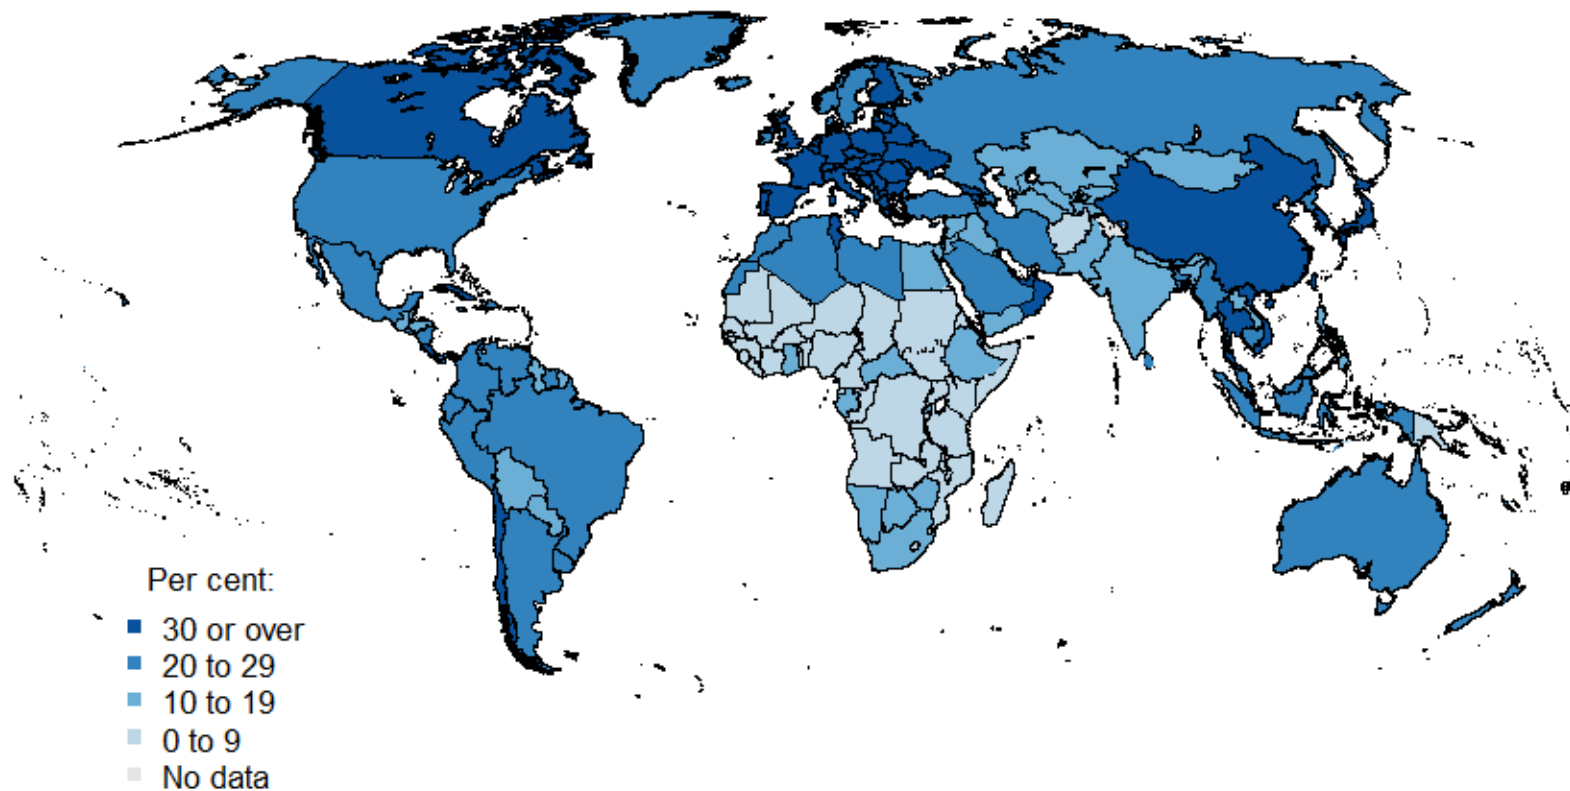 Per cent:
30 or over
20 to 29
10 to 19
0 to 9
No data